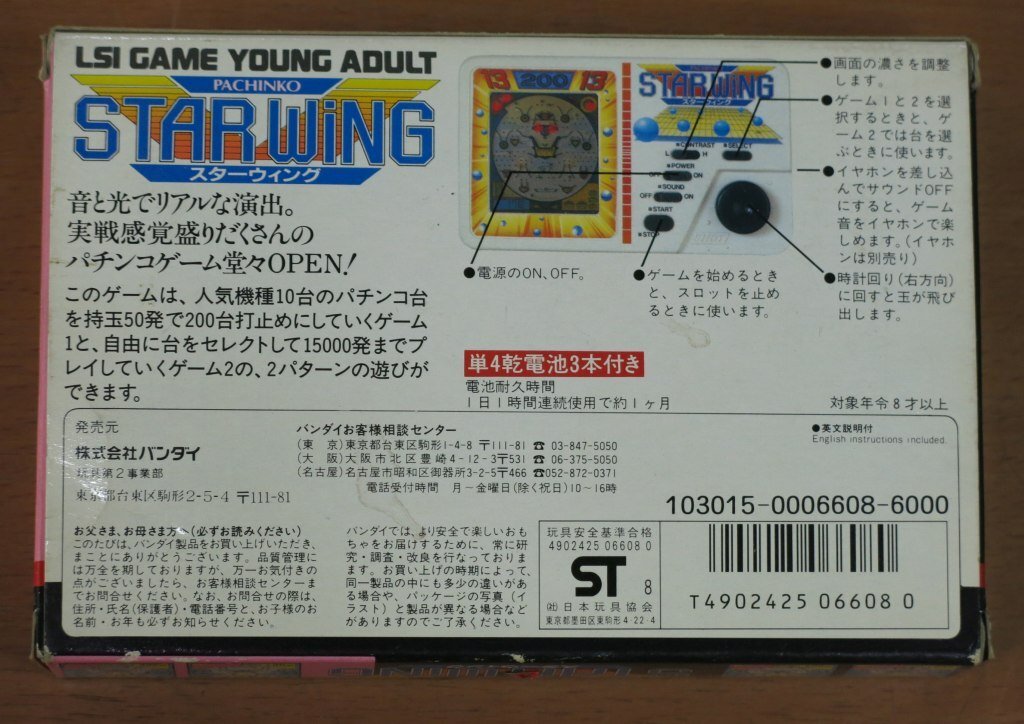 LSI GAME YOUNG ADULT
PACHINKO
STAR WiNG
スターウィング
音と光でリアルな演出。
実戦感覚盛りだくさんの
パチンコゲーム堂々OPEN!
このゲームは、人気機種10台のパチンコ台
を持玉50発で200台打止めにしていくゲーム
1と、自由に台をセレクトして15000発までプ
レイしていくゲーム2の、2パターンの遊びが
できます。
13 200 13
PACHINKO
STAR WiNG
スターウィング
CONTRAST
L H
SELECT
POWER
OFF ON
SOUND
OFF ON
START
STOP
●画面の濃さを調整
します。
●ゲーム1と2を選
択するときと、ゲ
ーム2では台を選
ぶときに使います。
●イヤホンを差し込
んでサウンドOFF
にすると、ゲーム
音をイヤホンで楽
しめます。(イヤホ
ンは別売り)
●時計回り(右方向)
に回すと玉が飛び
出します。
●電源のON、OFF。
●ゲームを始めるとき
と、スロットを止め
るときに使います。
単4乾電池3本付き
電池耐久時間
1日1時間連続使用で約1ヶ月
対象年令8才以上
発売元
株式会社バンダイ
玩具第2事業部
東京都台東区駒形2-5-4 〒111-81
バンダイお客様相談センター
(東 京)東京都台東区駒形1-4-8 〒111-81 ☎ 03-847-5050
(大 阪)大阪市北区豊崎4-12-3〒531 ☎ 06-375-5050
(名古屋)名古屋市昭和区御器所3-2-5〒466 ☎052-872-0371
電話受付時間 月〜金曜日(除く祝日)10〜16時
●英文説明付
English instructions included.
103015-0006608-6000
お父さま、お母さま方へ(必ずお読みください)
このたびは、バンダイ製品をお買い上げいただき、
まことにありがとうございます。品質管理に
は万全を期しておりますが、万一お気付きの
点がございましたら、お客様相談センターま
でお問合せください。なお、お問合せの際は、
住所・氏名(保護者)・電話番号と、お子様のお
名前・お年も必ずお知らせください。
バンダイでは、より安全で楽しいおも
ちゃをお届けするために、常に研
究・調査・改良を行なっておりま
す。お買い上げの時期によって、
同一製品の中にも多少の違いがあ
る場合や、パッケージの写真(イ
ラスト)と製品が異なる場合など
がありますのでご了承ください。
玩具安全基準合格
4902425 06608 0
ST 8
(社)日本玩具協会
東京都墨田区東駒形4-22-4
T4902425 06608 0